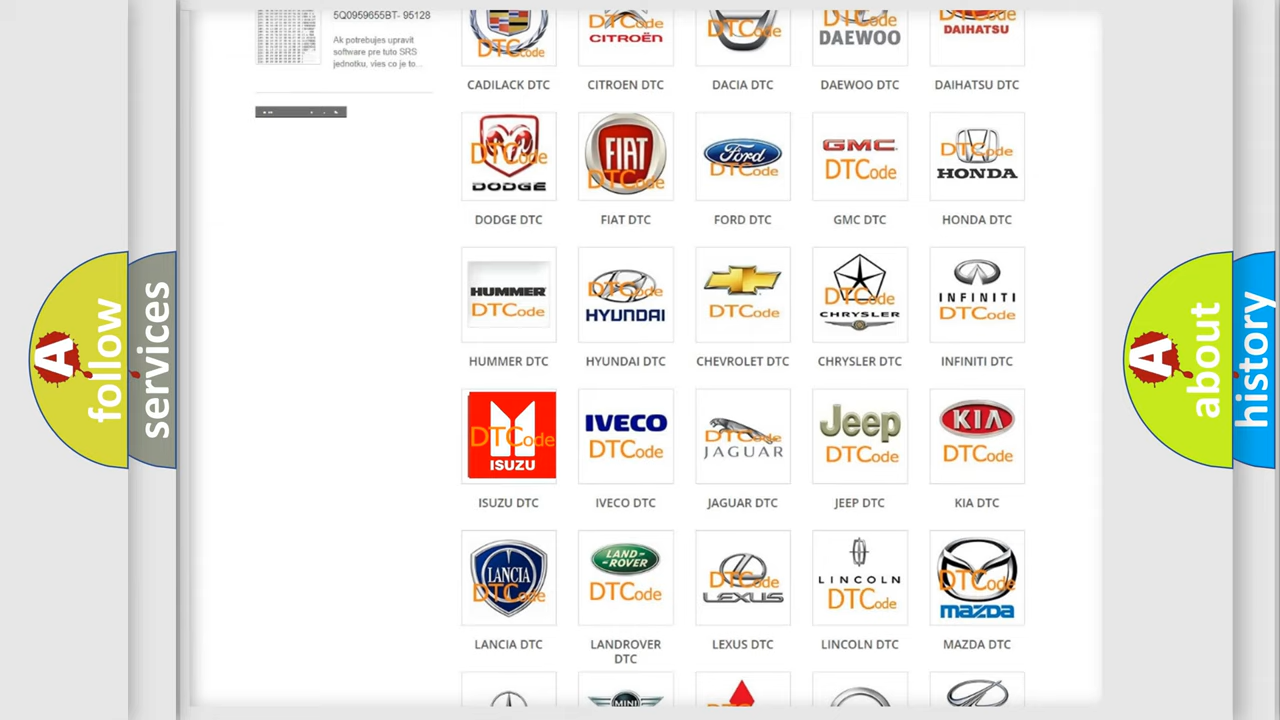 5Q0959655BT- 95128
Ak potrebujes upravit
software pre tuto SRS
jednotku, vies co je to...
DTCode
CITROËN DTCode
DTCode
DAEWOO
DTCode DAIHATSU
CADILACK DTC
CITROEN DTC
DACIA DTC
DAEWOO DTC
DAIHATSU DTC
DTCode DODGE
FIAT DTCode
Ford DTCode
GMC DTCode
DTCode HONDA
DODGE DTC
FIAT DTC
FORD DTC
GMC DTC
HONDA DTC
HUMMER DTCode
DTCode HYUNDAI
DTCode
DTCode CHRYSLER
INFINITI DTCode
HUMMER DTC
HYUNDAI DTC
CHEVROLET DTC
CHRYSLER DTC
INFINITI DTC
DTCode ISUZU
IVECO DTCode
DTCode JAGUAR
Jeep DTCode
KIA DTCode
ISUZU DTC
IVECO DTC
JAGUAR DTC
JEEP DTC
KIA DTC
LANCIA DTCode
LAND-ROVER DTCode
DTCode LEXUS
LINCOLN DTCode
DTCode mazda
LANCIA DTC
LANDROVER
DTC
LEXUS DTC
LINCOLN DTC
MAZDA DTC
MINI
A
follow
services
A
about
history